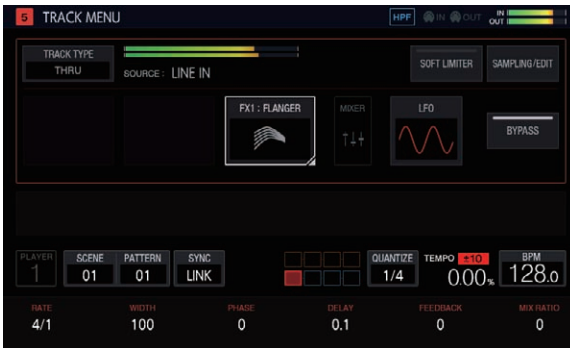 5 TRACK MENU HPF IN OUT IN
OUT
TRACK TYPE
THRU
SOURCE : LINE IN
SOFT LIMITER SAMPLING/EDIT
FX1 : FLANGER MIXER LFO
BYPASS
PLAYER SCENE PATTERN SYNC QUANTIZE TEMPO ±10 BPM
1 01 01 LINK 1/4 0.00% 128.0
RATE WIDTH PHASE DELAY FEEDBACK MIX RATIO
4/1 100 0 0.1 0 0